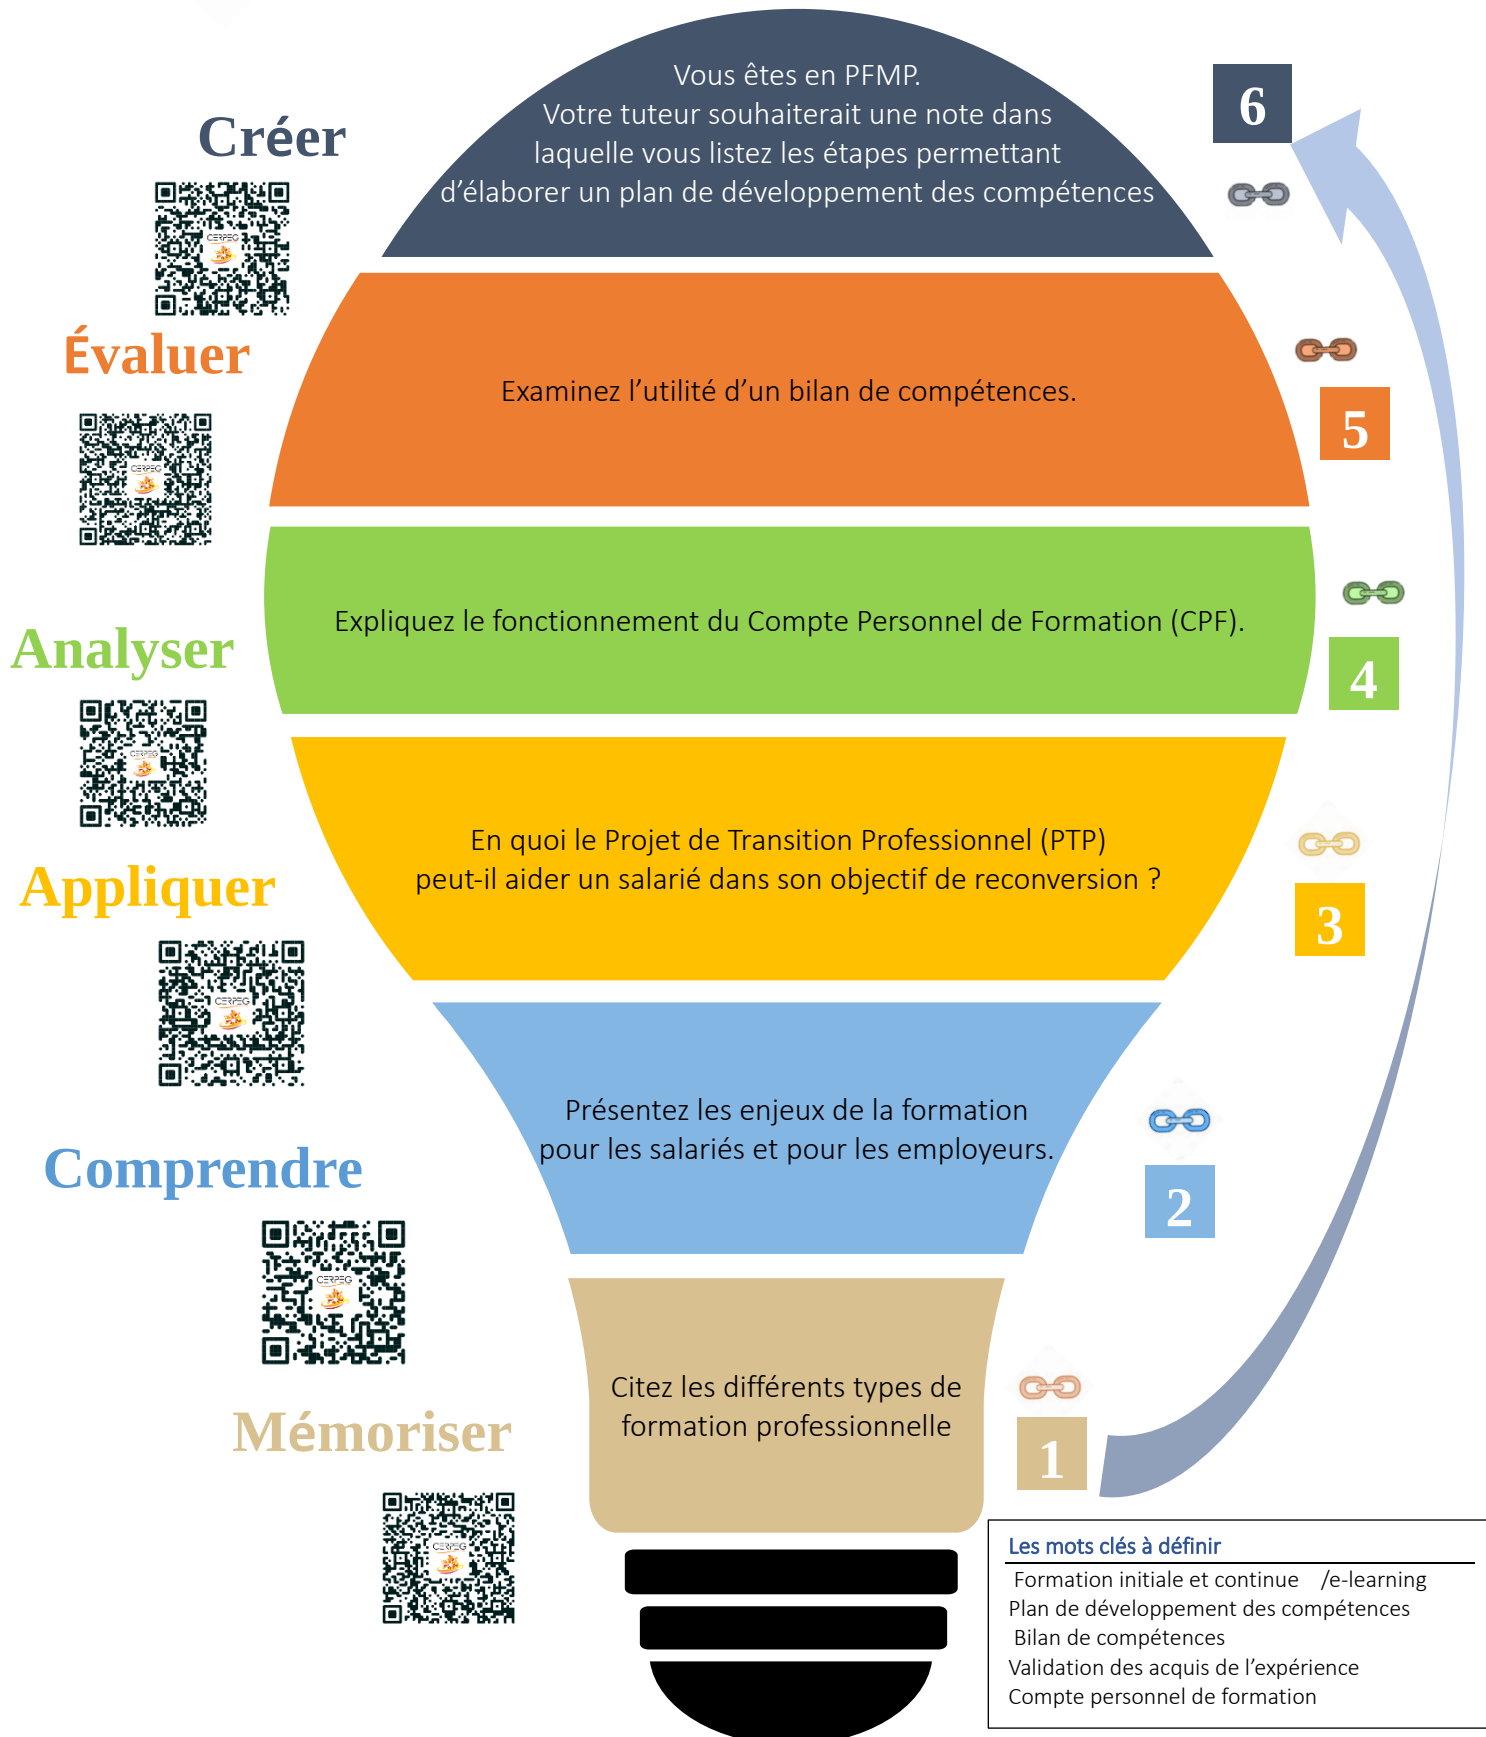 Vous êtes en PFMP.
Votre tuteur souhaiterait une note dans
laquelle vous listez les étapes permettant
d’élaborer un plan de développement des compétences
6
Créer
CERPEG
Évaluer
Examinez l’utilité d’un bilan de compétences.
5
CERPEG
Analyser
Expliquez le fonctionnement du Compte Personnel de Formation (CPF).
4
CERPEG
Appliquer
En quoi le Projet de Transition Professionnel (PTP)
peut-il aider un salarié dans son objectif de reconversion ?
3
CERPEG
Comprendre
Présentez les enjeux de la formation
pour les salariés et pour les employeurs.
2
CERPEG
Mémoriser
Citez les différents types de
formation professionnelle
1
CERPEG
Les mots clés à définir
Formation initiale et continue /e-learning
Plan de développement des compétences
Bilan de compétences
Validation des acquis de l’expérience
Compte personnel de formation